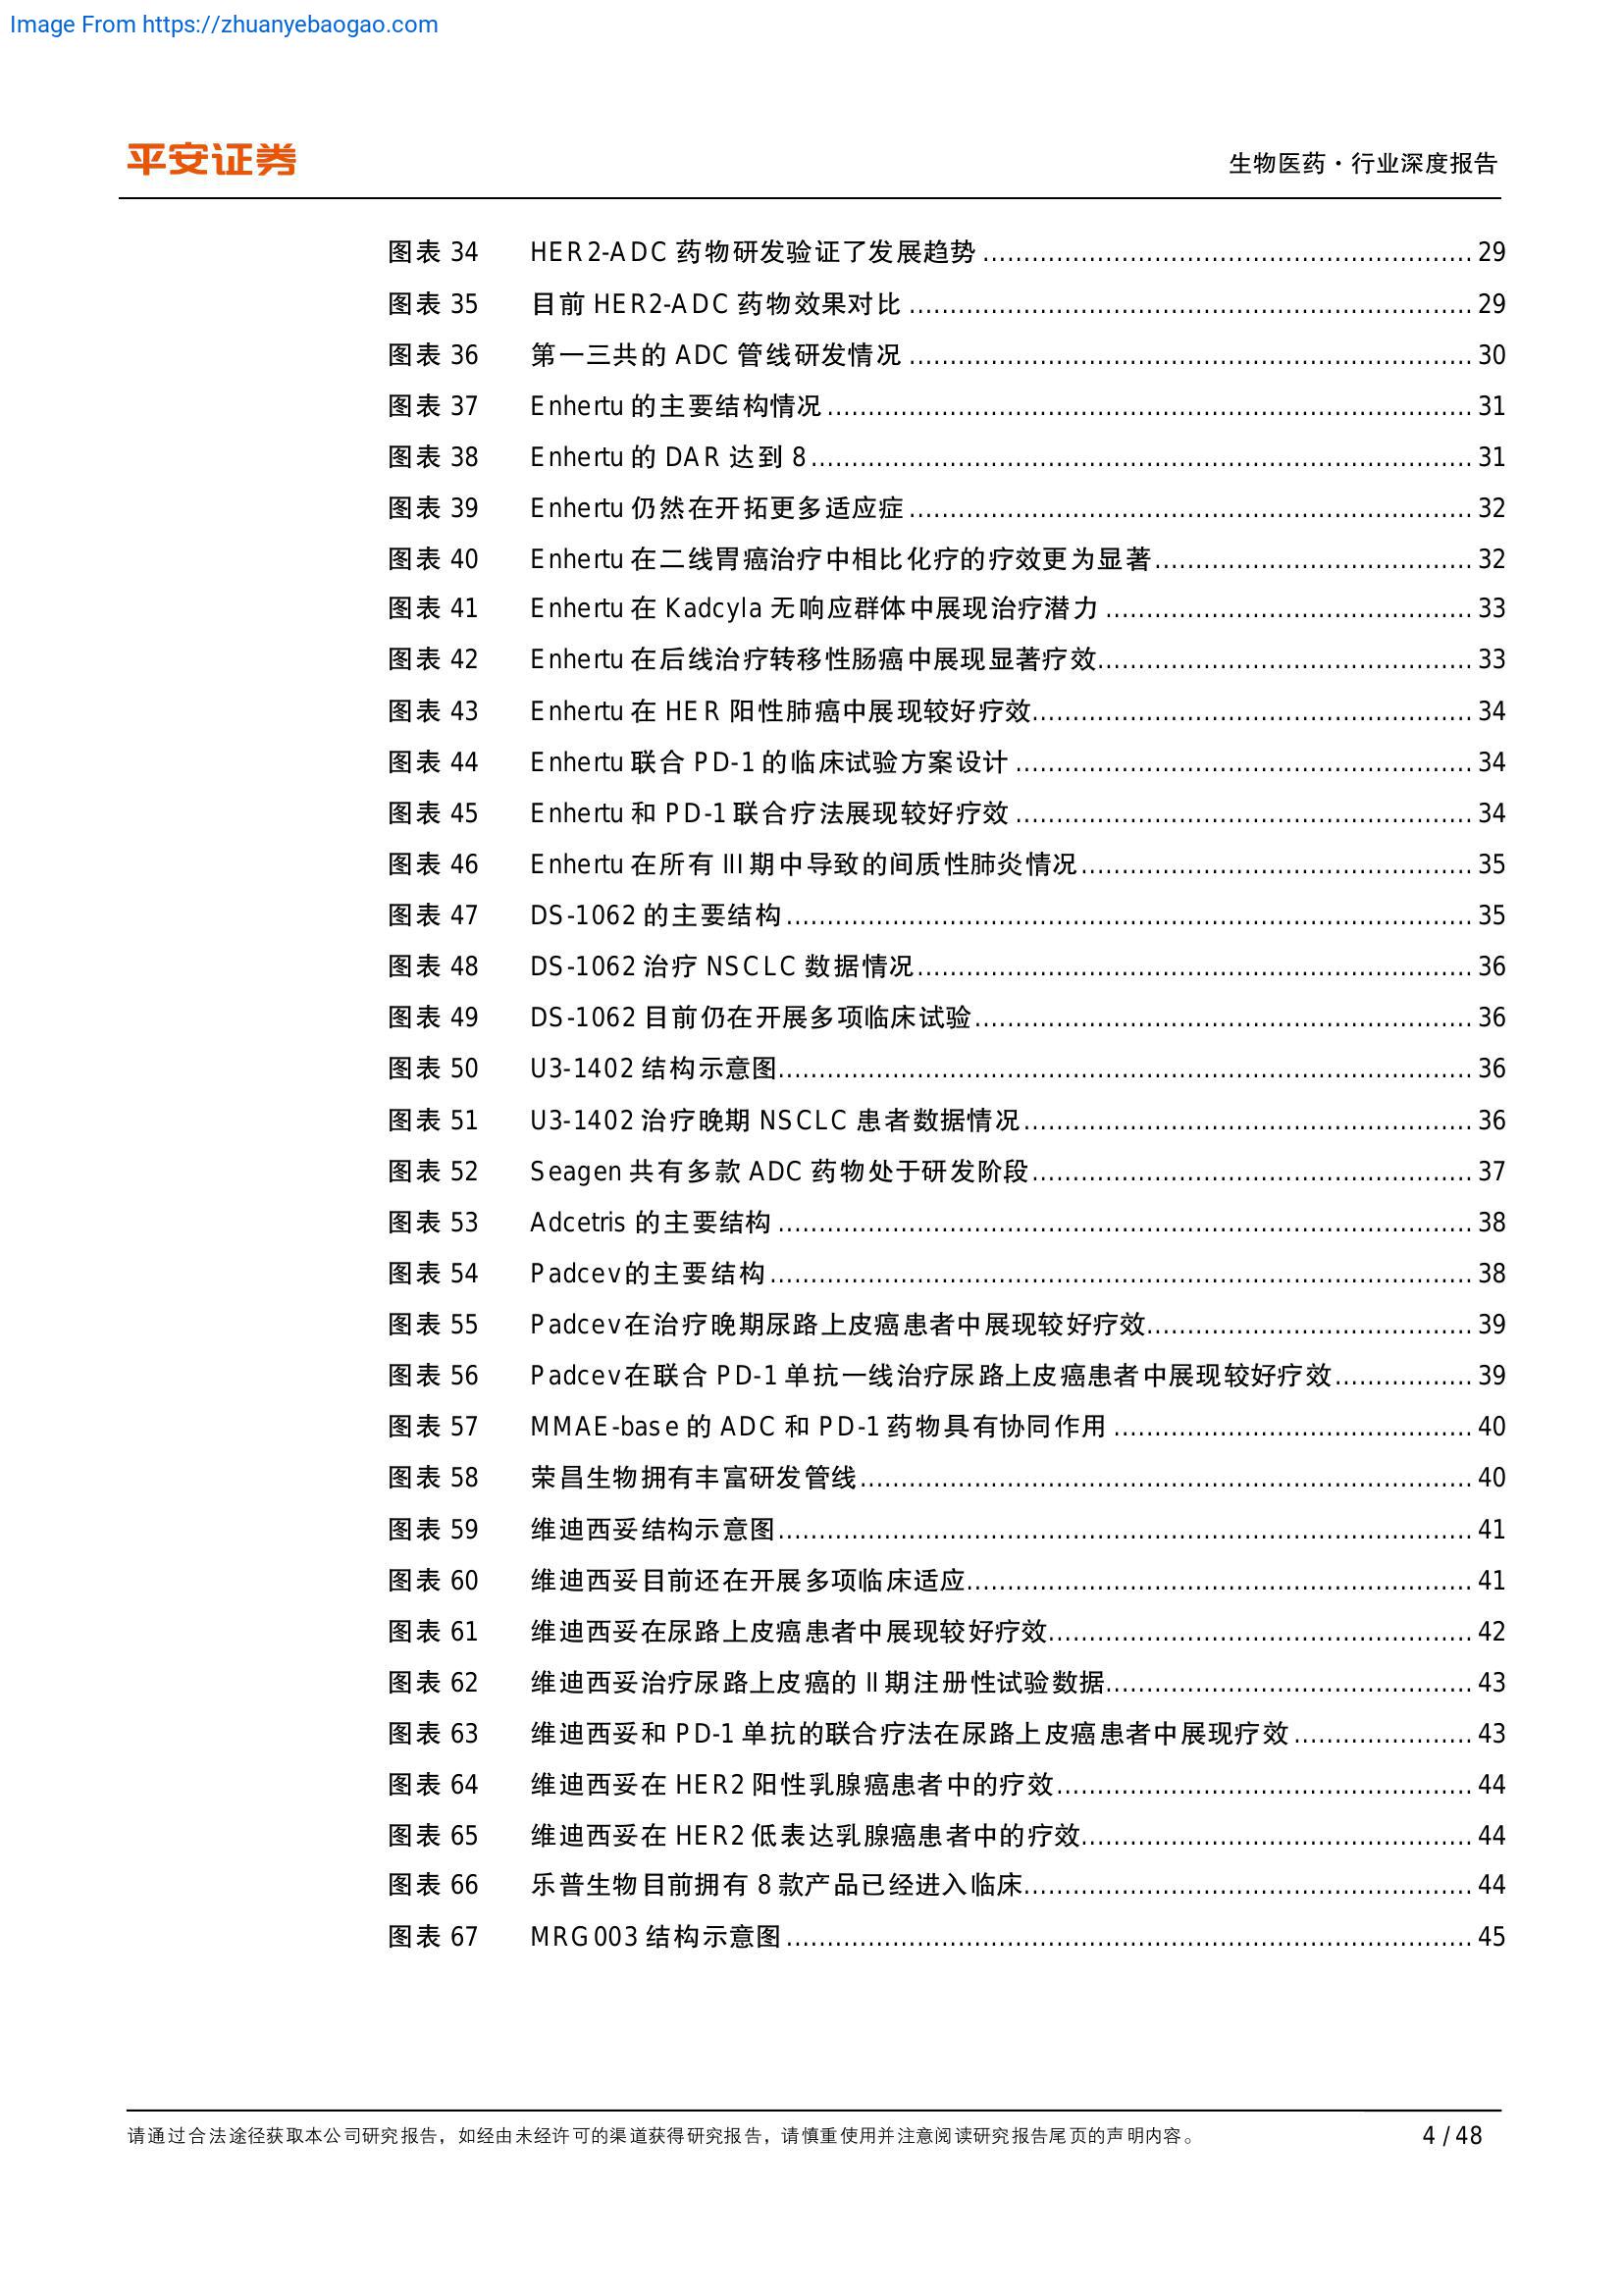 Image From https://zhuanyebaogao.com
平安证券
生物医药·行业深度报告
图表 34 HER2-ADC 药物研发验证了发展趋势 29
图表 35 目前 HER2-ADC 药物效果对比 29
图表 36 第一三共的 ADC 管线研发情况 30
图表 37 Enhertu 的主要结构情况 31
图表 38 Enhertu 的 DAR 达到 8 31
图表 39 Enhertu 仍然在开拓更多适应症 32
图表 40 Enhertu 在二线胃癌治疗中相比化疗的疗效更为显著 32
图表 41 Enhertu 在 Kadcyla 无响应群体中展现治疗潜力 33
图表 42 Enhertu 在后线治疗转移性肠癌中展现显著疗效 33
图表 43 Enhertu 在 HER 阳性肺癌中展现较好疗效 34
图表 44 Enhertu 联合 PD-1 的临床试验方案设计 34
图表 45 Enhertu 和 PD-1 联合疗法展现较好疗效 34
图表 46 Enhertu 在所有 III 期中导致的间质性肺炎情况 35
图表 47 DS-1062 的主要结构 35
图表 48 DS-1062 治疗 NSCLC 数据情况 36
图表 49 DS-1062 目前仍在开展多项临床试验 36
图表 50 U3-1402 结构示意图 36
图表 51 U3-1402 治疗晚期 NSCLC 患者数据情况 36
图表 52 Seagen 共有多款 ADC 药物处于研发阶段 37
图表 53 Adcetris 的主要结构 38
图表 54 Padcev 的主要结构 38
图表 55 Padcev 在治疗晚期尿路上皮癌患者中展现较好疗效 39
图表 56 Padcev 在联合 PD-1 单抗一线治疗尿路上皮癌患者中展现较好疗效 39
图表 57 MMAE-base 的 ADC 和 PD-1 药物具有协同作用 40
图表 58 荣昌生物拥有丰富研发管线 40
图表 59 维迪西妥结构示意图 41
图表 60 维迪西妥目前还在开展多项临床适应 41
图表 61 维迪西妥在尿路上皮癌患者中展现较好疗效 42
图表 62 维迪西妥治疗尿路上皮癌的 II 期注册性试验数据 43
图表 63 维迪西妥和 PD-1 单抗的联合疗法在尿路上皮癌患者中展现疗效 43
图表 64 维迪西妥在 HER2 阳性乳腺癌患者中的疗效 44
图表 65 维迪西妥在 HER2 低表达乳腺癌患者中的疗效 44
图表 66 乐普生物目前拥有 8 款产品已经进入临床 44
图表 67 MRG003 结构示意图 45
请通过合法途径获取本公司研究报告，如经由未经许可的渠道获得研究报告，请慎重使用并注意阅读研究报告尾页的声明内容。
4 / 48